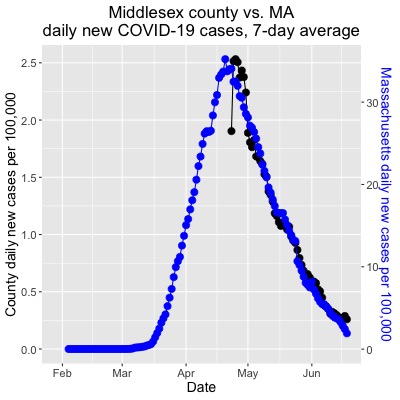 Middlesex county vs. MA
daily new COVID-19 cases, 7-day average
County daily new cases per 100,000
2.5
2.0
1.5
1.0
0.5
0.0
Massachusetts daily new cases per 100,000
30
20
10
0
Feb
Mar
Apr
May
Jun
Date